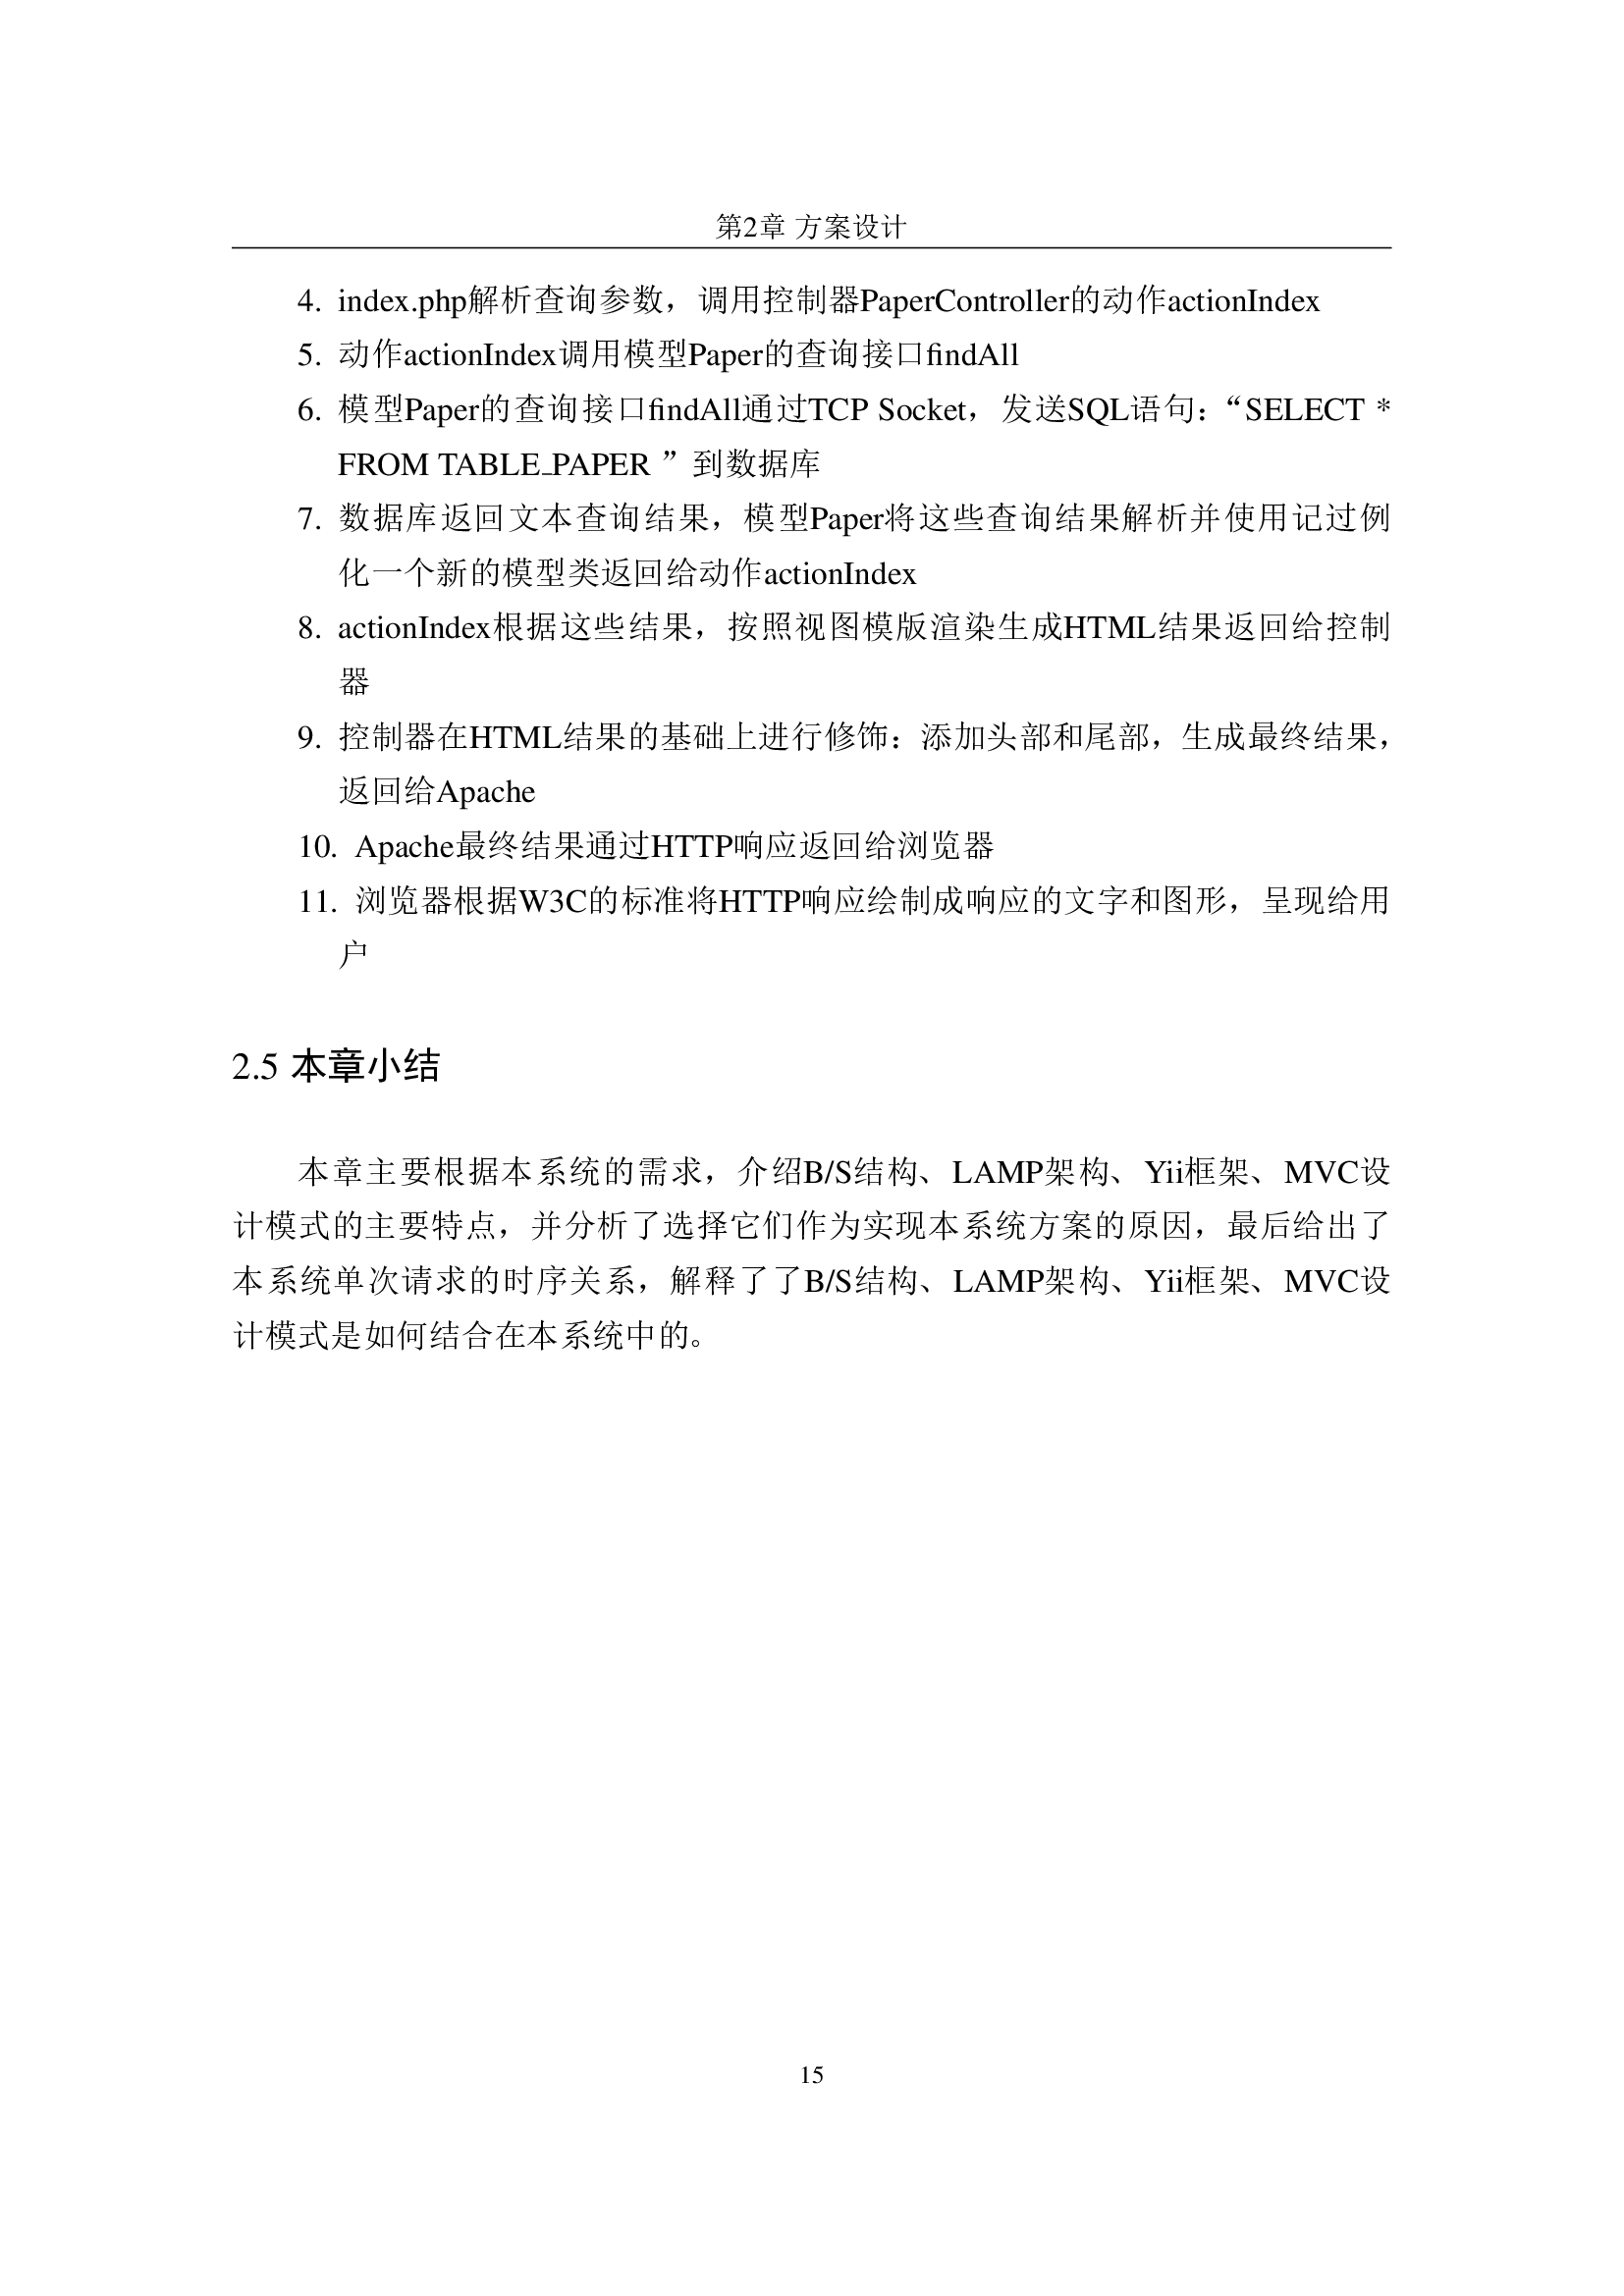 第2章 方案设计
4. index.php解析查询参数，调用控制器PaperController的动作actionIndex
5. 动作actionIndex调用模型Paper的查询接口findAll
6. 模型Paper的查询接口findAll通过TCP Socket，发送SQL语句：“SELECT *
FROM TABLE_PAPER ”到数据库
7. 数据库返回文本查询结果，模型Paper将这些查询结果解析并使用记过例
化一个新的模型类返回给动作actionIndex
8. actionIndex根据这些结果，按照视图模版渲染生成HTML结果返回给控制
器
9. 控制器在HTML结果的基础上进行修饰：添加头部和尾部，生成最终结果，
返回给Apache
10. Apache最终结果通过HTTP响应返回给浏览器
11. 浏览器根据W3C的标准将HTTP响应绘制成响应的文字和图形，呈现给用
户
2.5 本章小结
本章主要根据本系统的需求，介绍B/S结构、LAMP架构、Yii框架、MVC设
计模式的主要特点，并分析了选择它们作为实现本系统方案的原因，最后给出了
本系统单次请求的时序关系，解释了了B/S结构、LAMP架构、Yii框架、MVC设
计模式是如何结合在本系统中的。
15